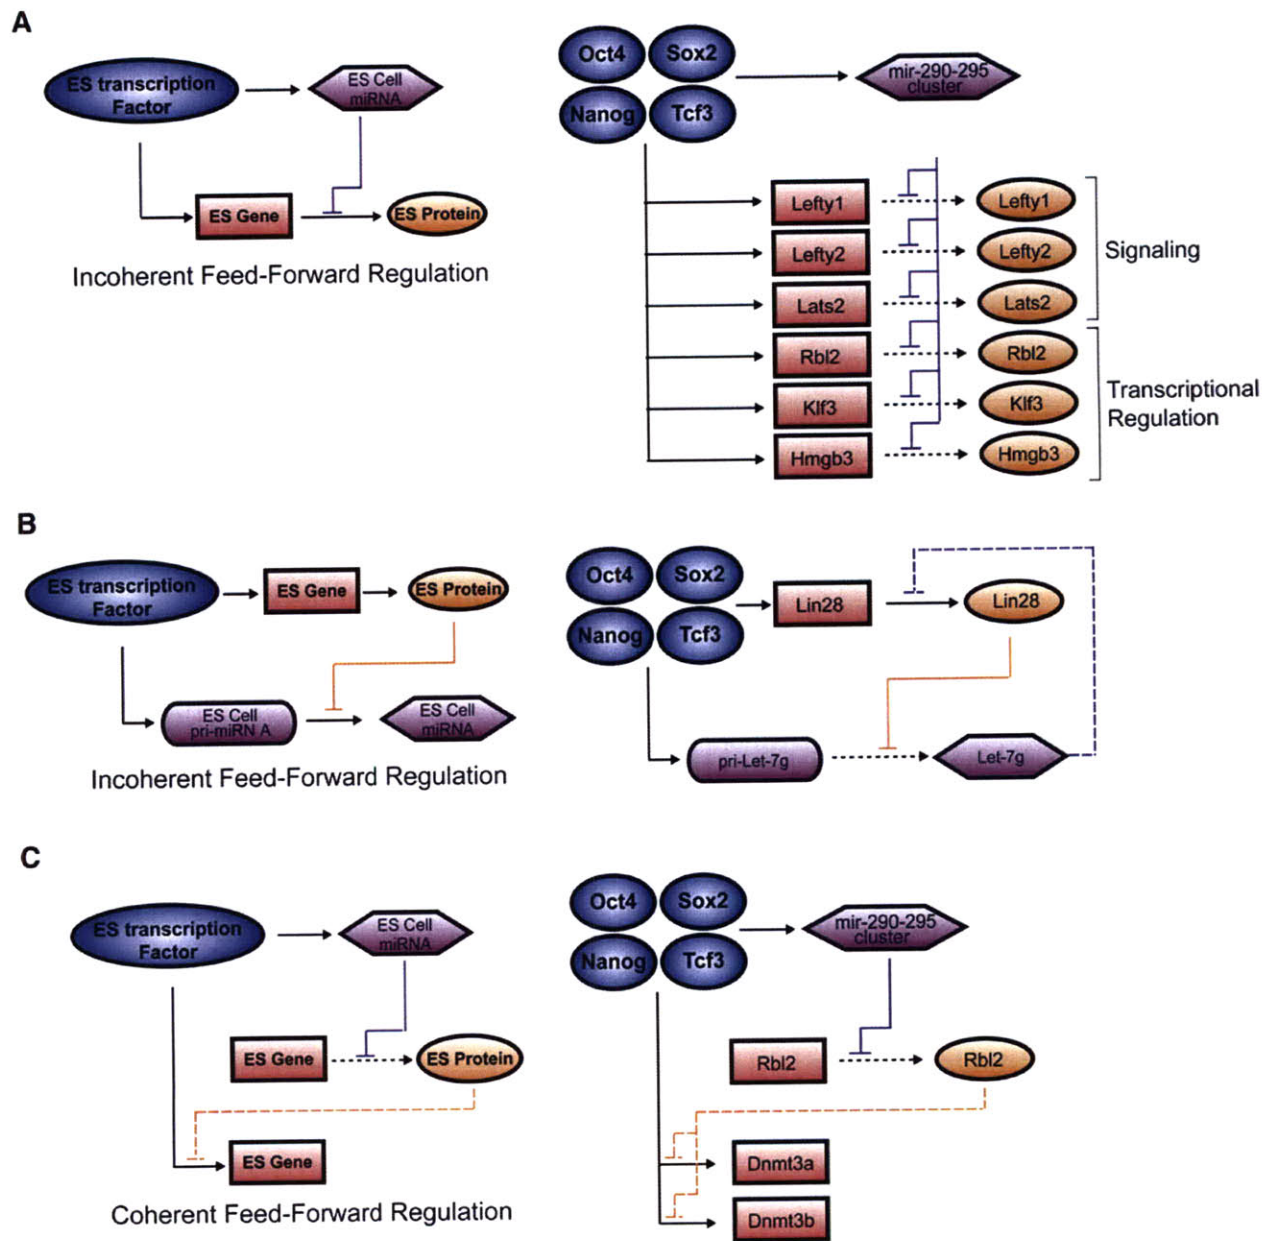 A
ES transcription
Factor
ES Cell
miRNA
ES Gene
ES Protein
Incoherent Feed-Forward Regulation
Oct4
Sox2
Nanog
Tcf3
mir-290-295
cluster
Lefty1
Lefty1
Lefty2
Lefty2
Lats2
Lats2
Rbl2
Rbl2
Klf3
Klf3
Hmgb3
Hmgb3
Signaling
Transcriptional
Regulation
B
ES transcription
Factor
ES Gene
ES Protein
ES Cell
pri-miRN A
ES Cell
miRNA
Incoherent Feed-Forward Regulation
Oct4
Sox2
Nanog
Tcf3
Lin28
Lin28
pri-Let-7g
Let-7g
C
ES transcription
Factor
ES Cell
miRNA
ES Gene
ES Protein
ES Gene
Coherent Feed-Forward Regulation
Oct4
Sox2
Nanog
Tcf3
mir-290-295
cluster
Rbl2
Rbl2
Dnmt3a
Dnmt3b